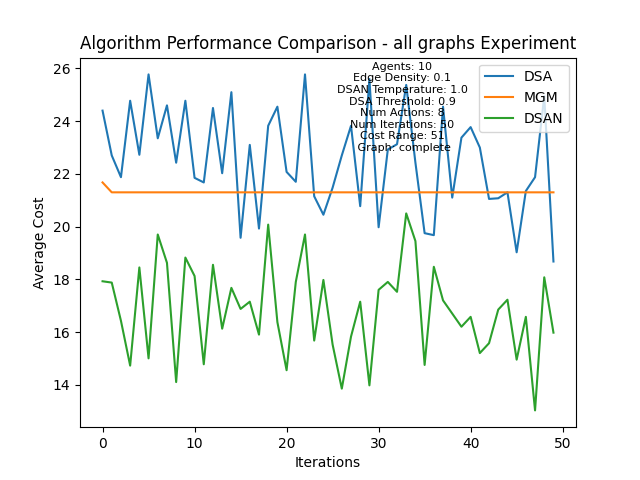 Algorithm Performance Comparison - all graphs Experiment
Agents: 10
Edge Density: 0.1
DSAN Temperature: 1.0
DSA Threshold: 0.9
Num Actions: 8
Num Iterations: 50
Cost Range: 51
Graph: complete
DSA
MGM
DSAN
26
24
22
20
18
16
14
Average Cost
0
10
20
30
40
50
Iterations